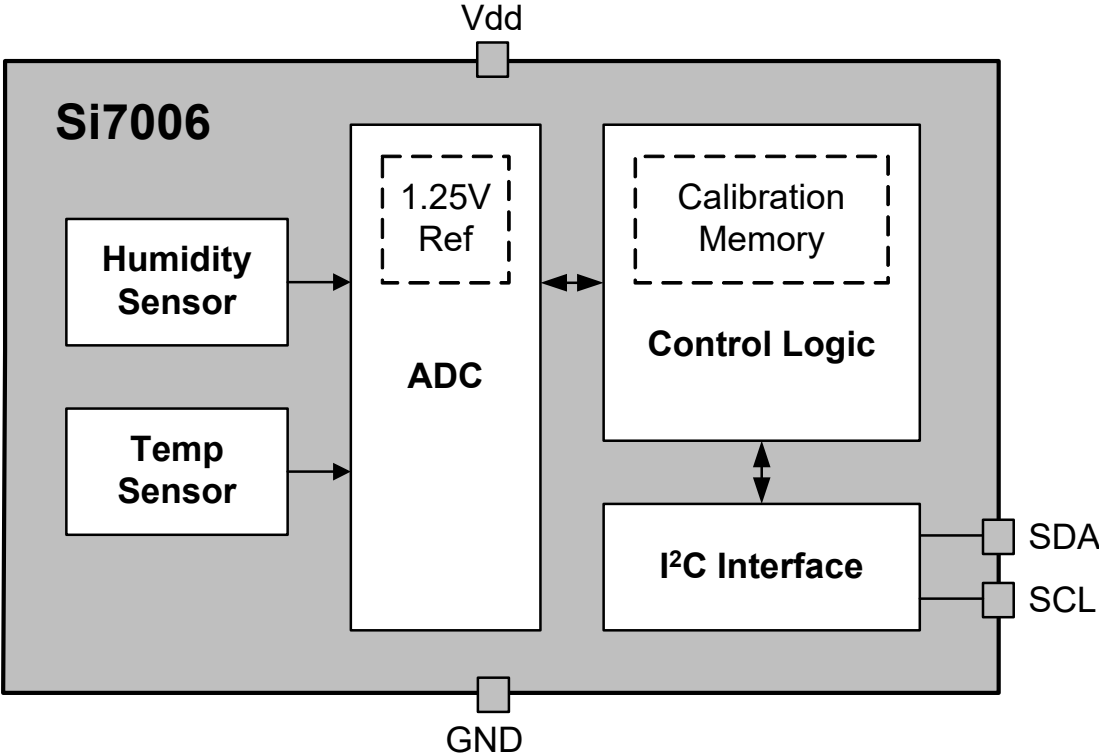 Vdd
Si7006
1.25V
Ref
Calibration
Memory
Humidity
Sensor
Control Logic
ADC
Temp
Sensor
I²C Interface
SDA
SCL
GND